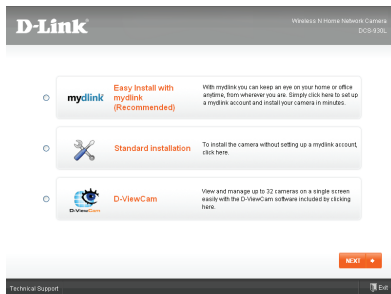 D-Link
Wireless N Home Network Camera
DCS-930L
mydlink
Easy Install with
mydlink
(Recommended)
With mydlink you can keep an eye on your home or office
anytime, from wherever you are. Simply click here to set up
a mydlink account and install your camera in minutes.
Standard installation
To install the camera without setting up a mydlink account,
click here.
D-ViewCam
D-ViewCam
View and manage up to 32 cameras on a single screen
easily with the D-ViewCam software included by clicking
here.
NEXT
Technical Support
Exit